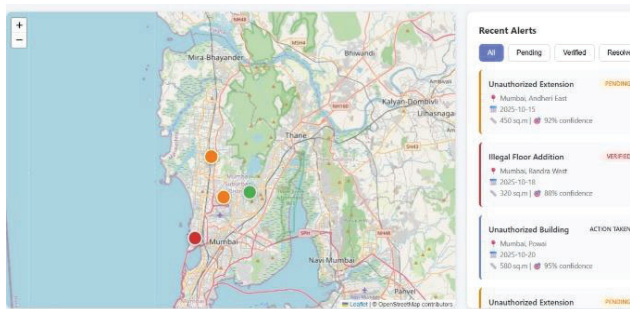 +
−
Mira-Bhayander
Bhiwandi
Kalyan-Dombivli
Ulhasnagar
Thane
Mumbai
Navi Mumbai
Panvel
Leaflet | © OpenStreetMap contributors
Recent Alerts
All
Pending
Verified
Resolve
Unauthorized Extension
PENDING
Mumbai, Andheri East
2025-10-15
450 sq.m | 92% confidence
Illegal Floor Addition
VERIFIED
Mumbai, Bandra West
2025-10-18
320 sq.m | 88% confidence
Unauthorized Building
ACTION TAKEN
Mumbai, Powai
2025-10-20
580 sq.m | 95% confidence
Unauthorized Extension
PENDING